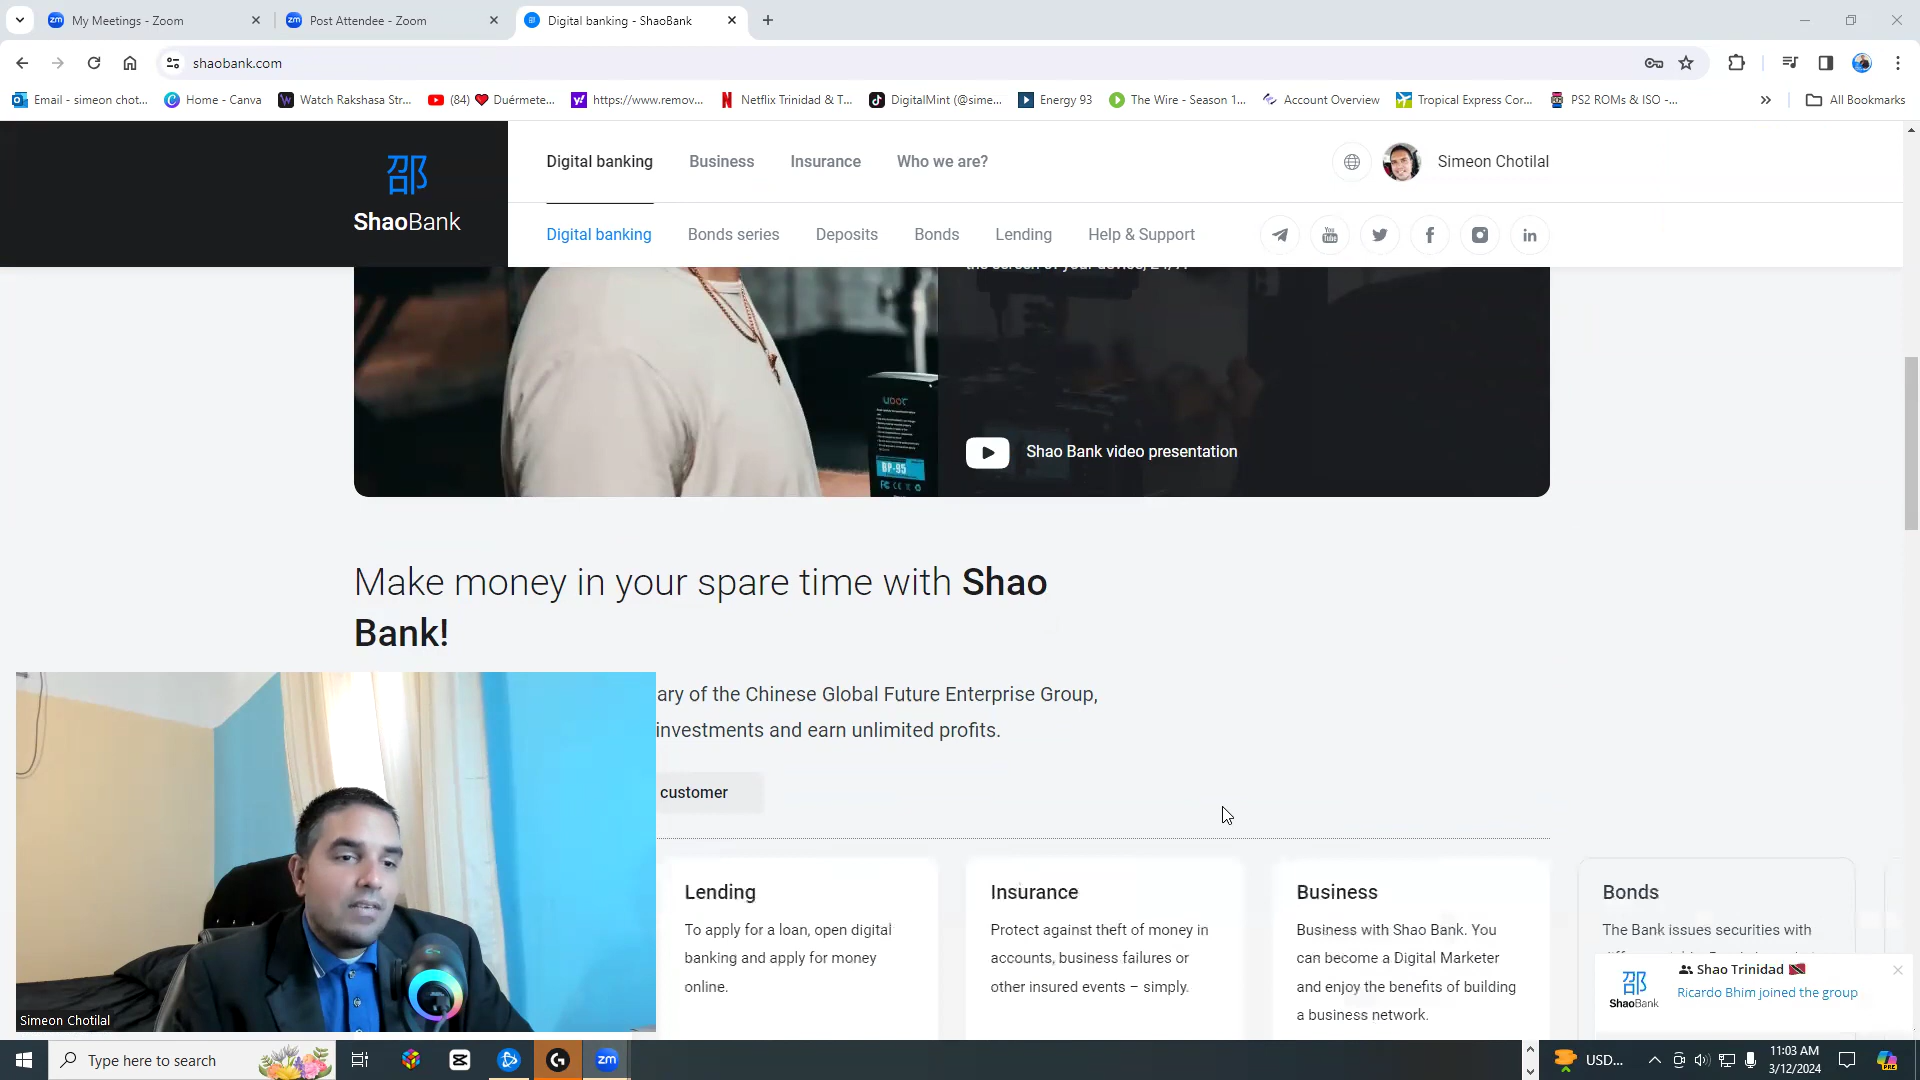 My Meetings - Zoom
Post Attendee - Zoom
Digital banking - ShaoBank
shaobank.com
Email - simeon chot...
Home - Canva
Watch Rakshasa Str...
(84) ❤ Duérmete...
https://www.remov...
Netflix Trinidad & T...
DigitalMint (@sime...
Energy 93
The Wire - Season 1...
Account Overview
Tropical Express Cor...
PS2 ROMs & ISO -...
All Bookmarks
邵
ShaoBank
Digital banking
Business
Insurance
Who we are?
Simeon Chotilal
Digital banking
Bonds series
Deposits
Bonds
Lending
Help & Support
uoot
BP-95
Shao Bank video presentation
Make money in your spare time with Shao
Bank!
ary of the Chinese Global Future Enterprise Group,
investments and earn unlimited profits.
customer
Lending
To apply for a loan, open digital
banking and apply for money
online.
Insurance
Protect against theft of money in
accounts, business failures or
other insured events – simply.
Business
Business with Shao Bank. You
can become a Digital Marketer
and enjoy the benefits of building
a business network.
Bonds
The Bank issues securities with
邵
ShaoBank
Shao Trinidad
Ricardo Bhim joined the group
Simeon Chotilal
Type here to search
zm
USD...
11:03 AM
3/12/2024